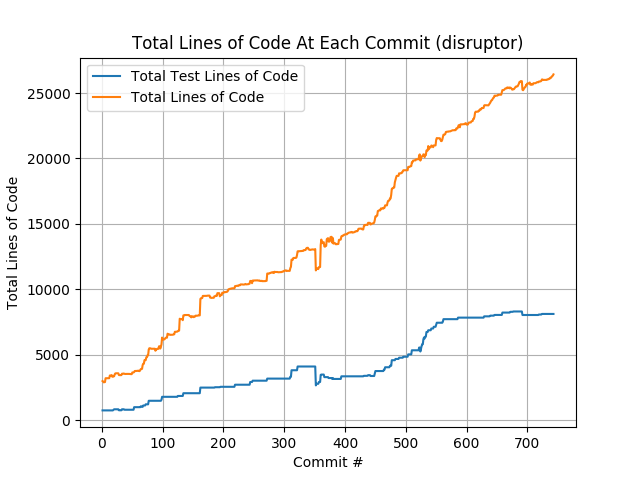 Total Lines of Code At Each Commit (disruptor)
Total Test Lines of Code
Total Lines of Code
Total Lines of Code
25000
20000
15000
10000
5000
0
0 100 200 300 400 500 600 700
Commit #